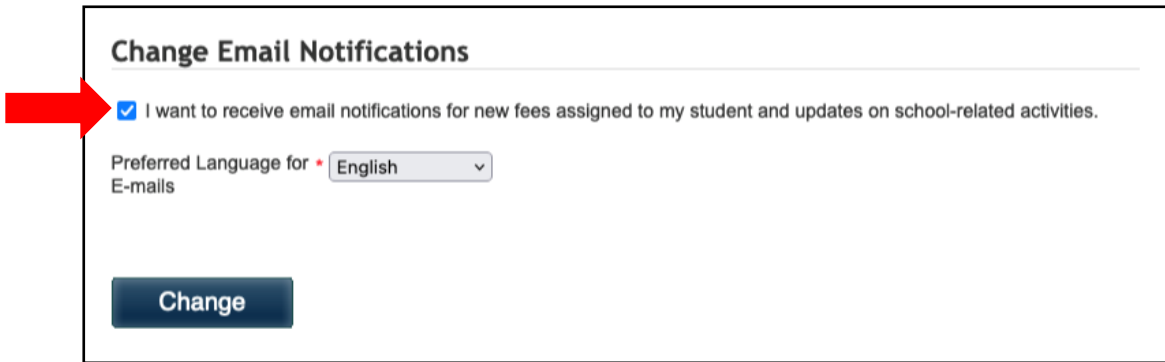 Change Email Notifications
I want to receive email notifications for new fees assigned to my student and updates on school-related activities.
Preferred Language for * English
E-mails
Change